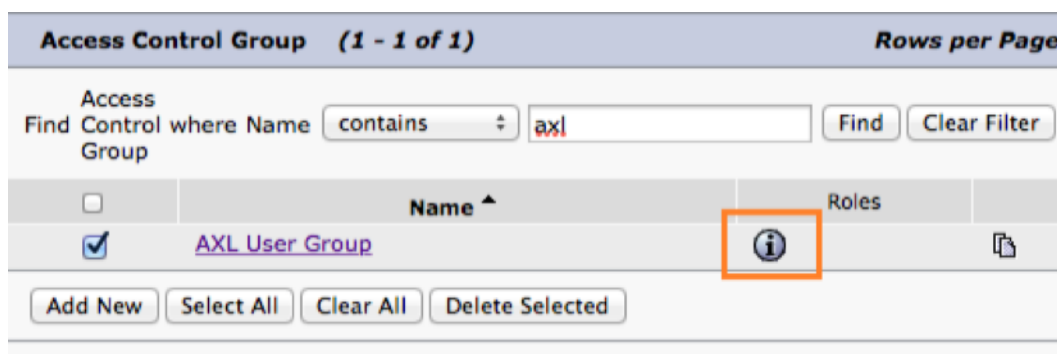 Access Control Group (1 - 1 of 1) Rows per Page
Access
Find Control where Name contains axl Find Clear Filter
Group
Name Roles
AXL User Group
Add New Select All Clear All Delete Selected